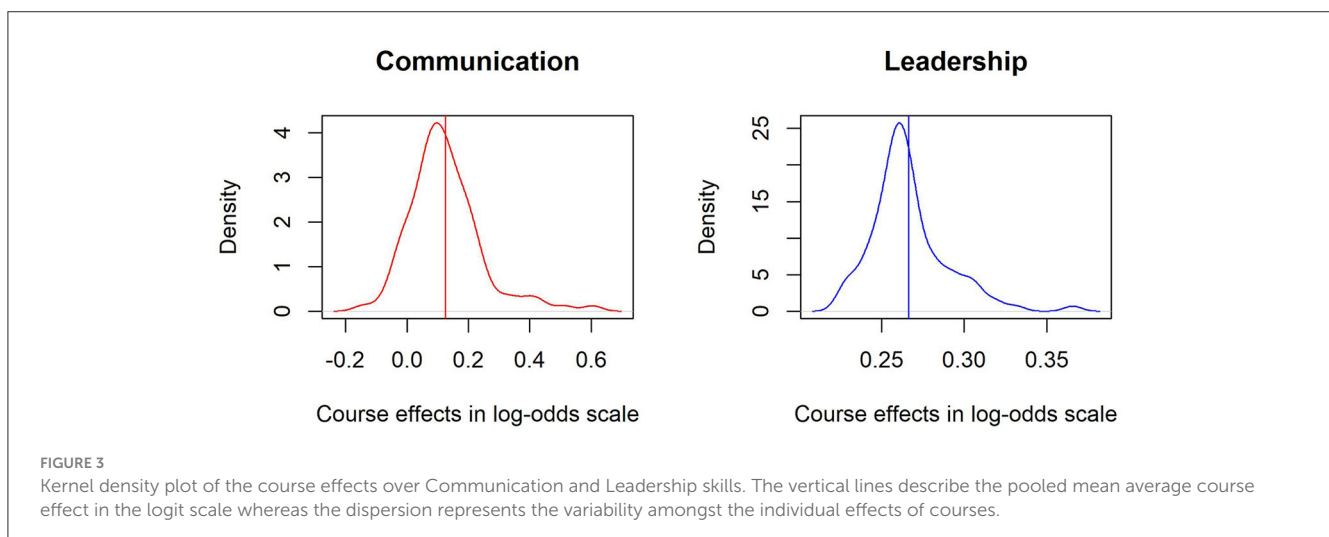 Communication
Density
4
3
2
1
0
-0.2 0.0 0.2 0.4 0.6
Course effects in log-odds scale
Leadership
Density
25
15
5
0
0.25 0.30 0.35
Course effects in log-odds scale
FIGURE 3
Kernel density plot of the course effects over Communication and Leadership skills. The vertical lines describe the pooled mean average course
effect in the logit scale whereas the dispersion represents the variability amongst the individual effects of courses.